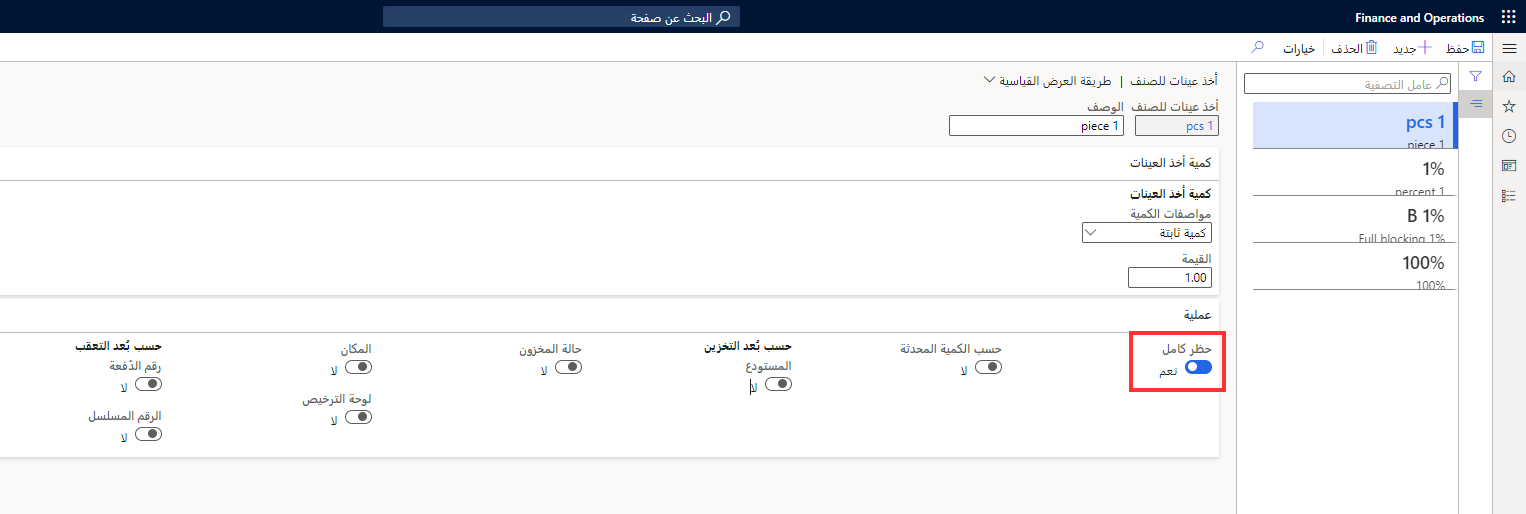 Finance and Operations
البحث عن صفحة
حفظ
جديد
الحذف
خيارات
عامل التصفية
pcs 1
piece 1
1%
percent 1
B 1%
Full blocking 1%
100%
100%
أخذ عينات للصنف | طريقة العرض القياسية
أخذ عينات للصنف
الوصف
pcs 1
piece 1
كمية أخذ العينات
كمية أخذ العينات
مواصفات الكمية
كمية ثابتة
القيمة
1.00
عملية
حظر كامل
نعم
حسب الكمية المحدثة
لا
حسب بُعد التخزين
المستودع
لا
حالة المخزون
لا
المكان
لا
لوحة الترخيص
لا
حسب بُعد التعقب
رقم الدُفعة
لا
الرقم المسلسل
لا